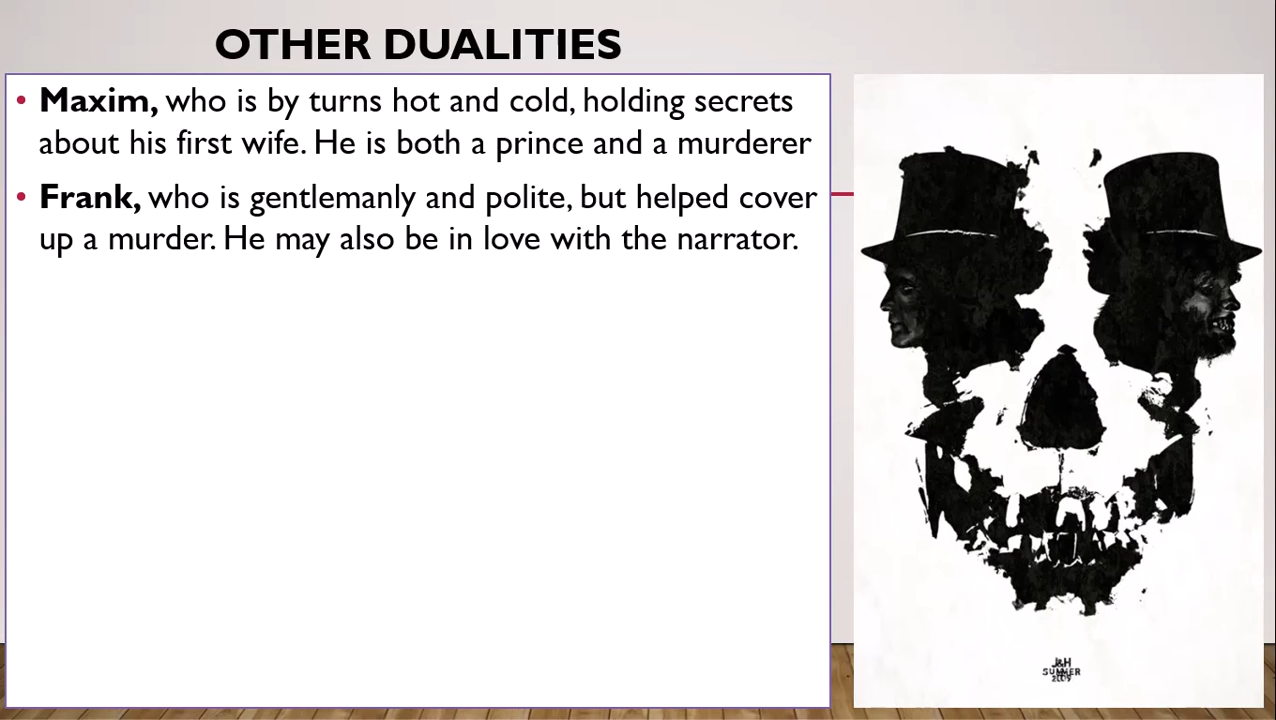 OTHER DUALITIES
• Maxim, who is by turns hot and cold, holding secrets
about his first wife. He is both a prince and a murderer
• Frank, who is gentlemanly and polite, but helped cover
up a murder. He may also be in love with the narrator.
J&H
SUMMER
2009